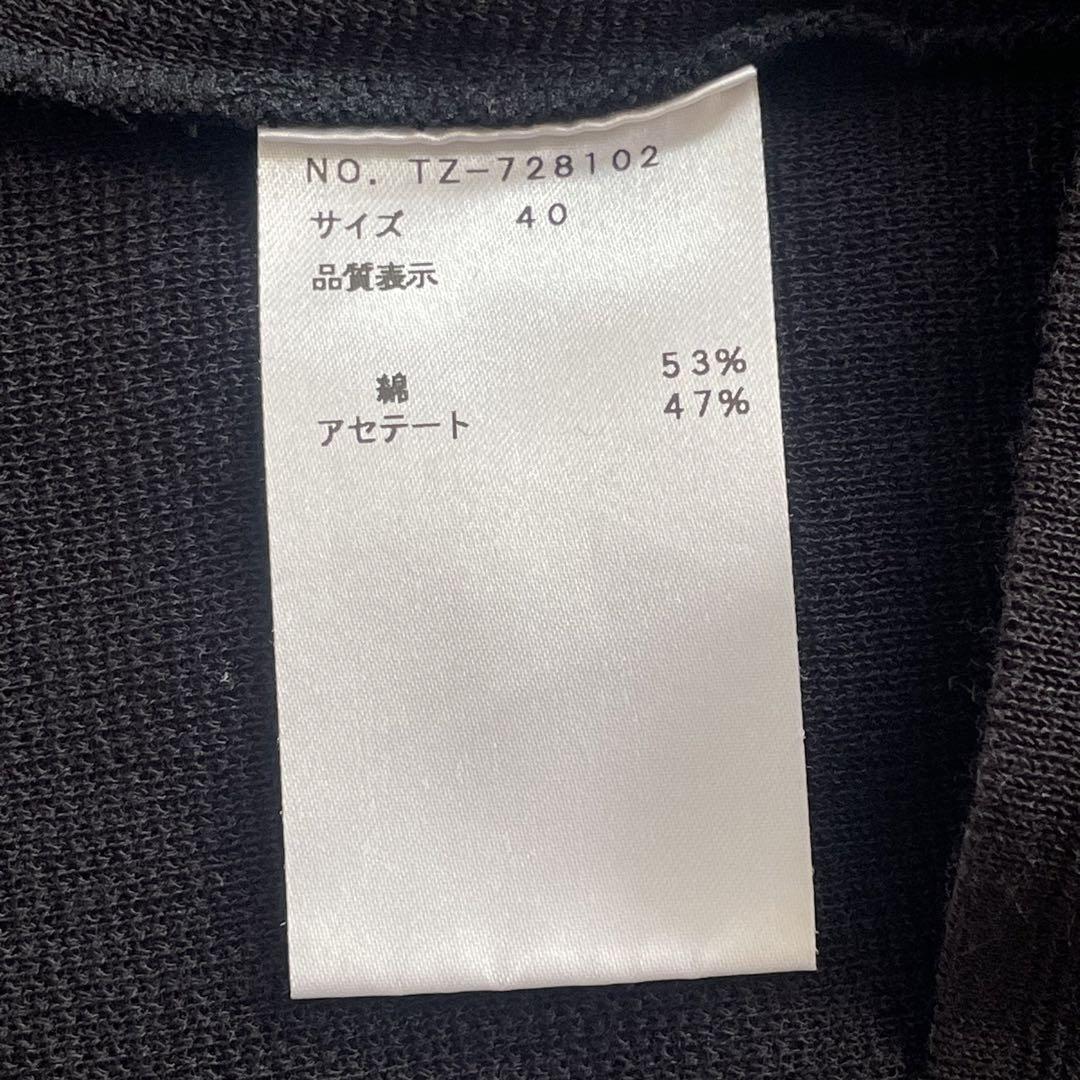 NO. TZ-728102
サイズ 40
品質表示
綿 53%
アセテート 47%